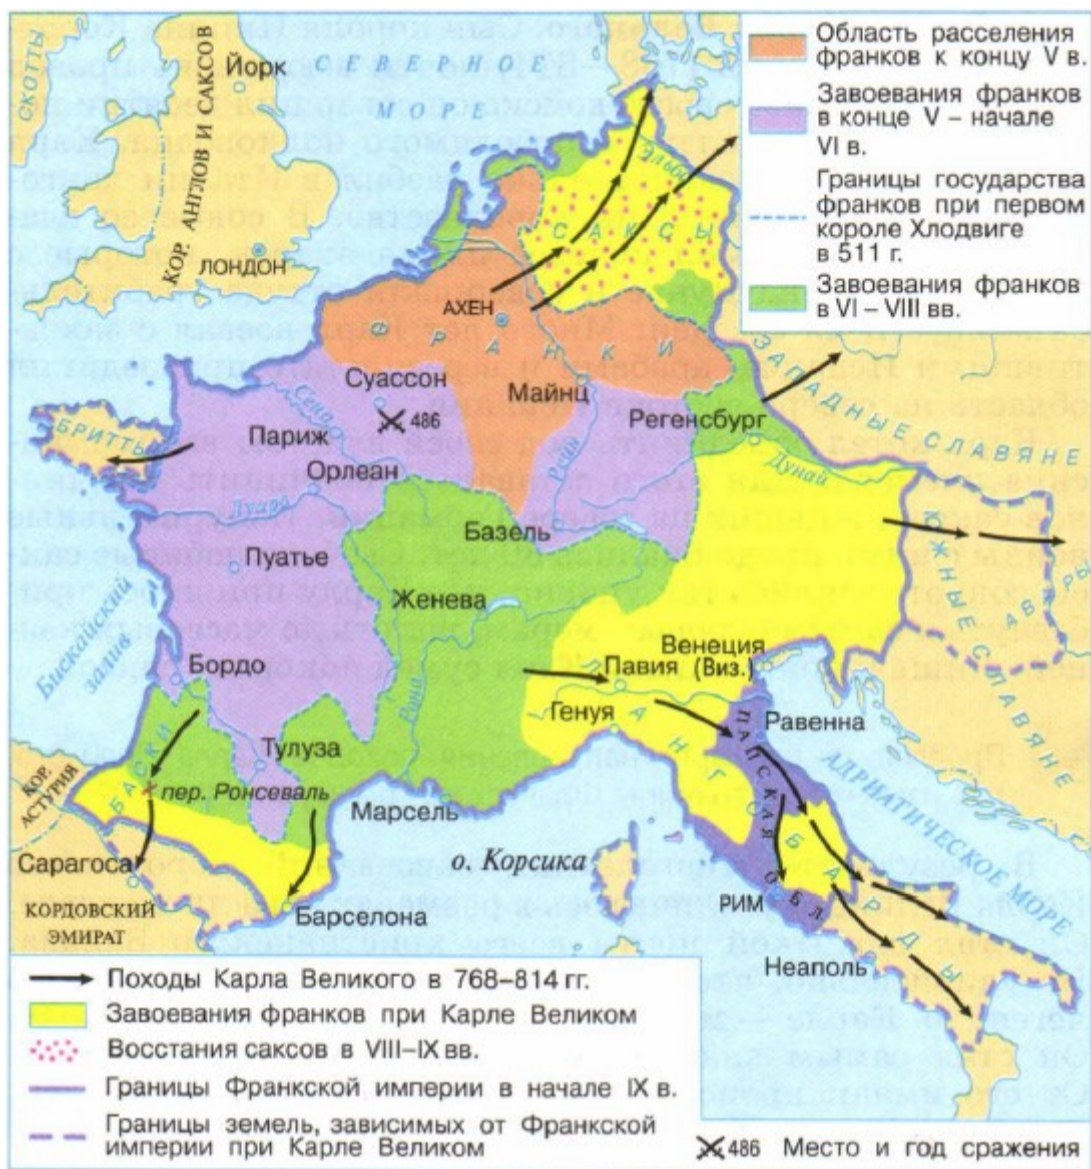 Область расселения
франков к концу V в.
Завоевания франков
в конце V – начале
VI в.
Границы государства
франков при первом
короле Хлодвиге
в 511 г.
Завоевания франков
в VI – VIII вв.
СКОТТЫ
Йорк
КОР. АНГЛОВ И САКСОВ
ЛОНДОН
СЕВЕРНОЕ
МОРЕ
Эльба
САКСЫ
АХЕН
ФРАНКИ
Суассон
486
Майнц
Сена
Париж
Орлеан
Рейн
Регенсбург
ЗАПАДНЫЕ СЛАВЯНЕ
БРИТТЫ
Луара
Дунай
Пуатье
Базель
Женева
АВАРЫ
ЮЖНЫЕ СЛАВЯНЕ
Бискайский
залив
Бордо
Рона
Венеция
(Виз.)
Павия
Генуя
Равенна
ЛАНГОБАРДЫ
ПАПСКАЯ ОБЛ.
АДРИАТИЧЕСКОЕ МОРЕ
Тулуза
БАСКИ
КОР.
АСТУРИЯ
пер. Ронсеваль
Марсель
о. Корсика
Сарагоса
РИМ
КОРДОВСКИЙ
ЭМИРАТ
Барселона
Неаполь
Походы Карла Великого в 768–814 гг.
Завоевания франков при Карле Великом
Восстания саксов в VIII–IX вв.
Границы Франкской империи в начале IX в.
Границы земель, зависимых от Франкской
империи при Карле Великом
486 Место и год сражения